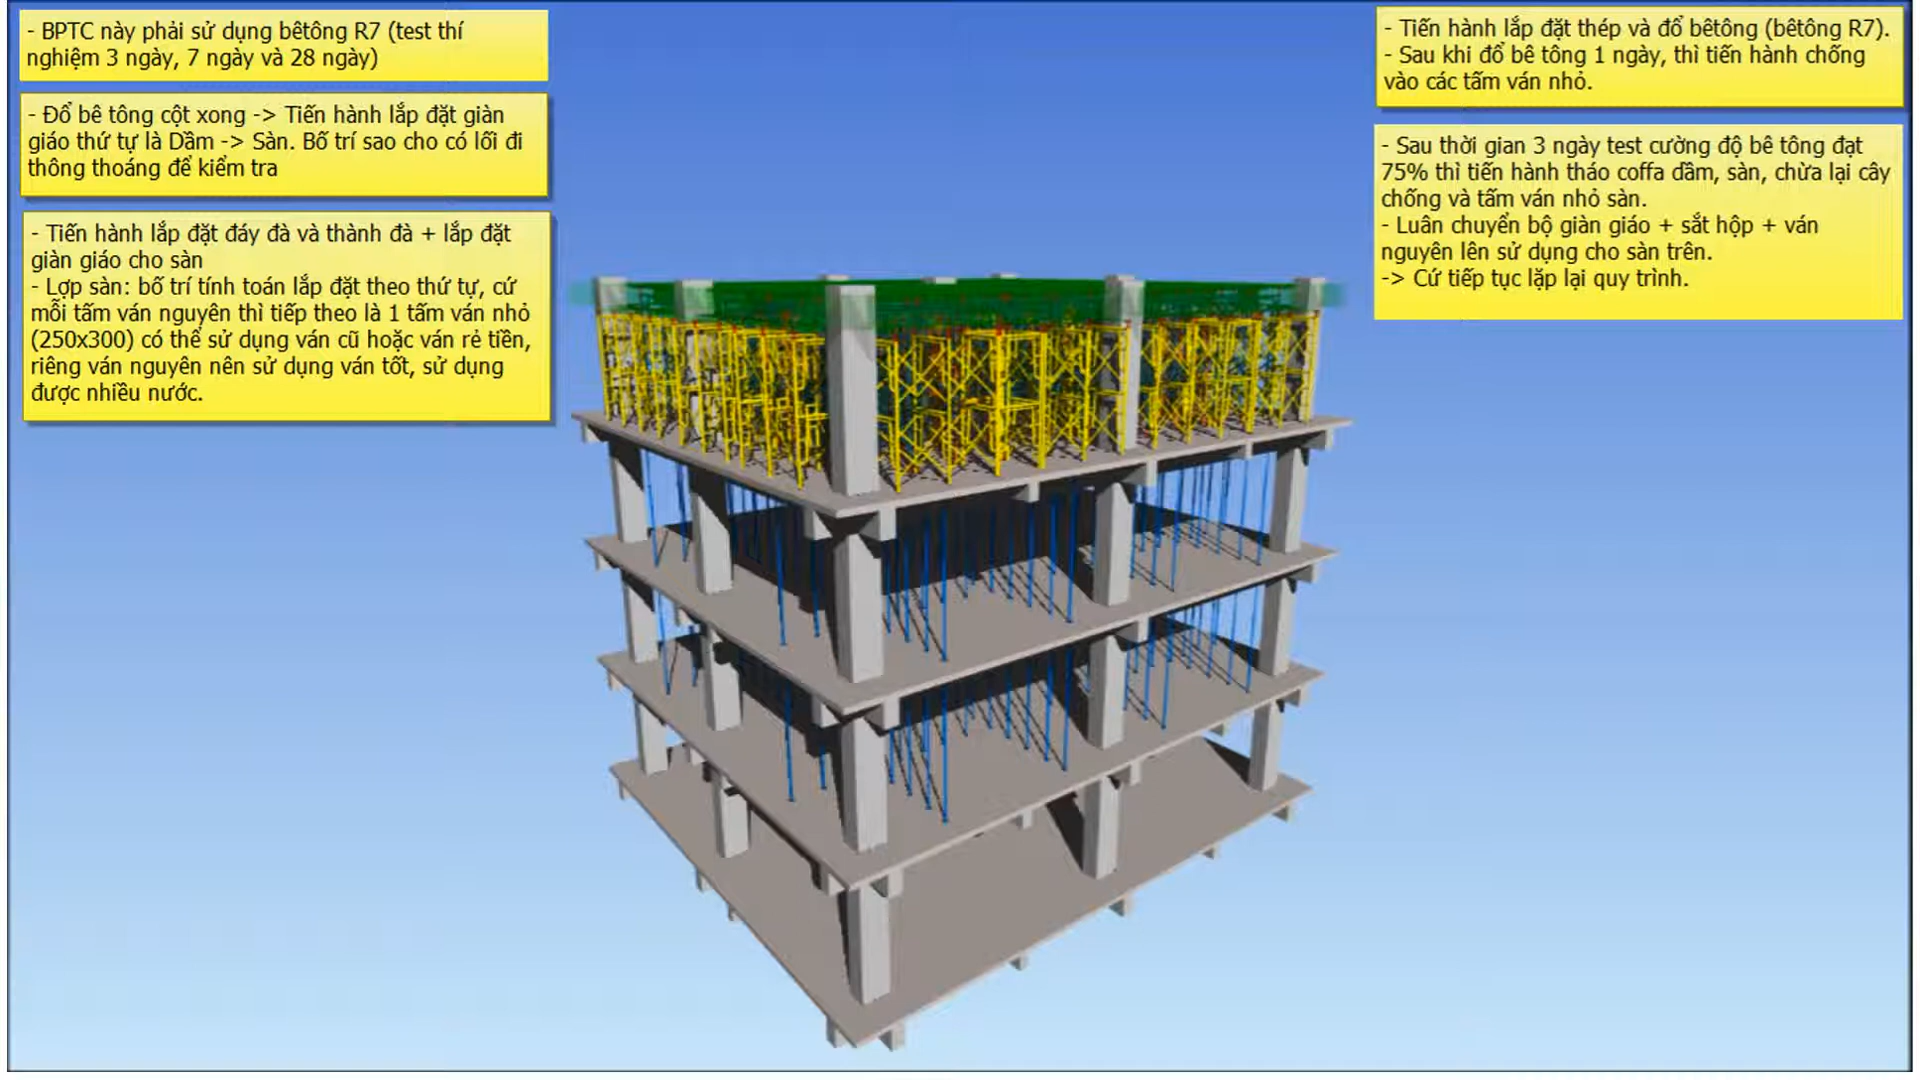 - BPTC này phải sử dụng bêtông R7 (test thí
nghiệm 3 ngày, 7 ngày và 28 ngày)
- Đổ bê tông cột xong -> Tiến hành lắp đặt giàn
giáo thứ tự là Dầm -> Sàn. Bố trí sao cho có lối đi
thông thoáng để kiểm tra
- Tiến hành lắp đặt đáy đà và thành đà + lắp đặt
giàn giáo cho sàn
- Lợp sàn: bố trí tính toán lắp đặt theo thứ tự, cứ
mỗi tấm ván nguyên thì tiếp theo là 1 tấm ván nhỏ
(250x300) có thể sử dụng ván cũ hoặc ván rẻ tiền,
riêng ván nguyên nên sử dụng ván tốt, sử dụng
được nhiều nước.
- Tiến hành lắp đặt thép và đổ bêtông (bêtông R7).
- Sau khi đổ bê tông 1 ngày, thì tiến hành chống
vào các tấm ván nhỏ.
- Sau thời gian 3 ngày test cường độ bê tông đạt
75% thì tiến hành tháo coffa dầm, sàn, chừa lại cây
chống và tấm ván nhỏ sàn.
- Luân chuyển bộ giàn giáo + sắt hộp + ván
nguyên lên sử dụng cho sàn trên.
-> Cứ tiếp tục lặp lại quy trình.